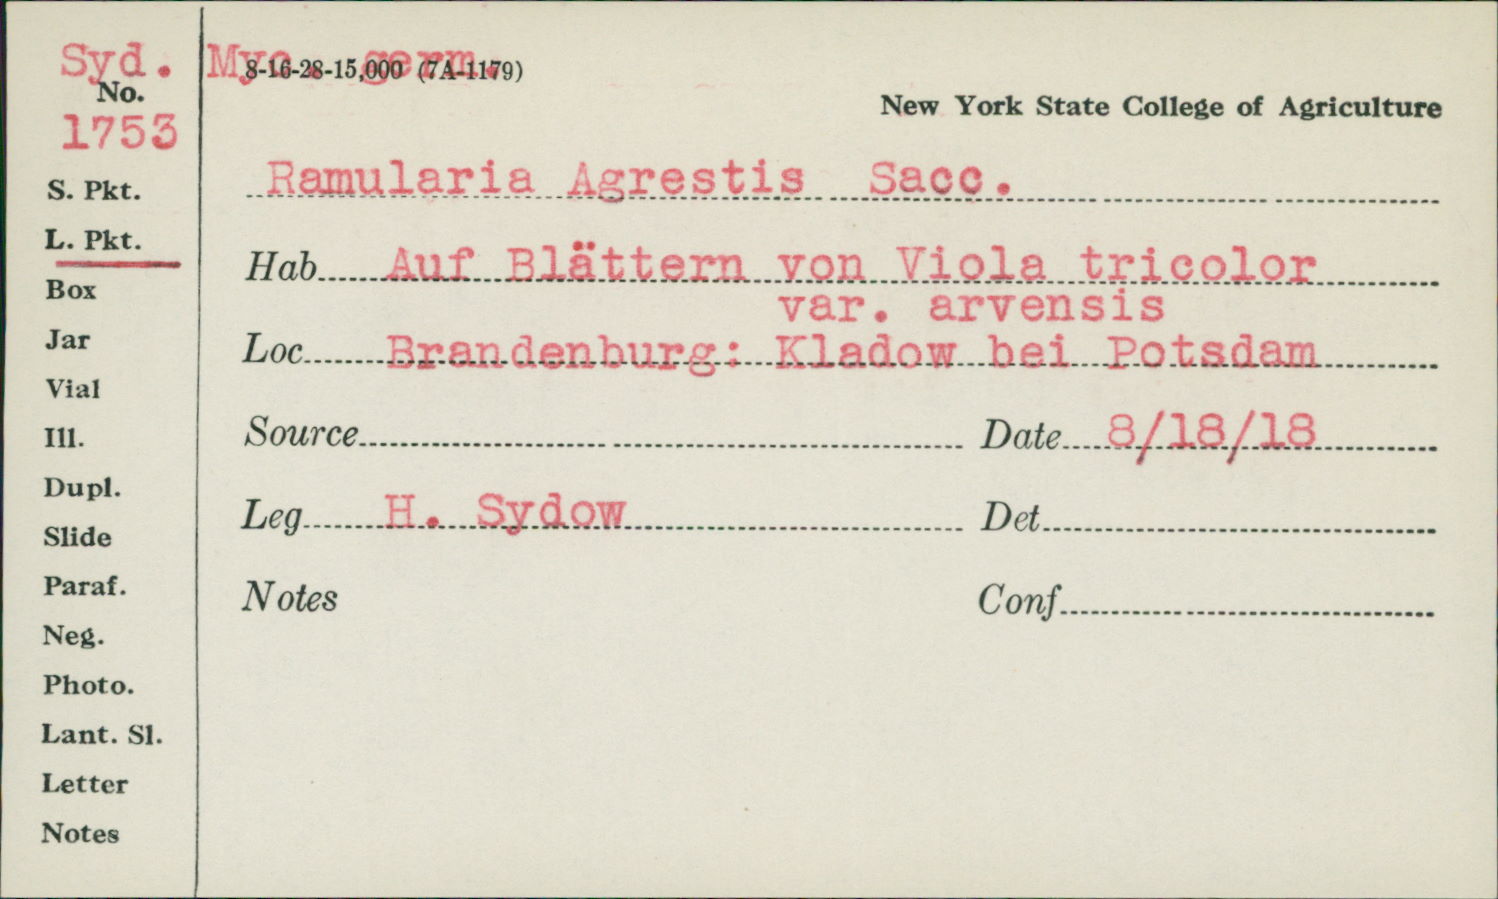 Syd. Myc. germ.
8-16-28-15,000 (7A-1179)
No.
1753
New York State College of Agriculture
S. Pkt.
Ramularia Agrestis Sacc.
L. Pkt.
Hab. Auf Blättern von Viola tricolor
var. arvensis
Box
Jar
Loc. Brandenburg: Kladow bei Potsdam
Vial
Ill.
Source Date 8/18/18
Dupl.
Slide
Leg H. Sydow Det
Paraf.
Notes Conf
Neg.
Photo.
Lant. Sl.
Letter
Notes